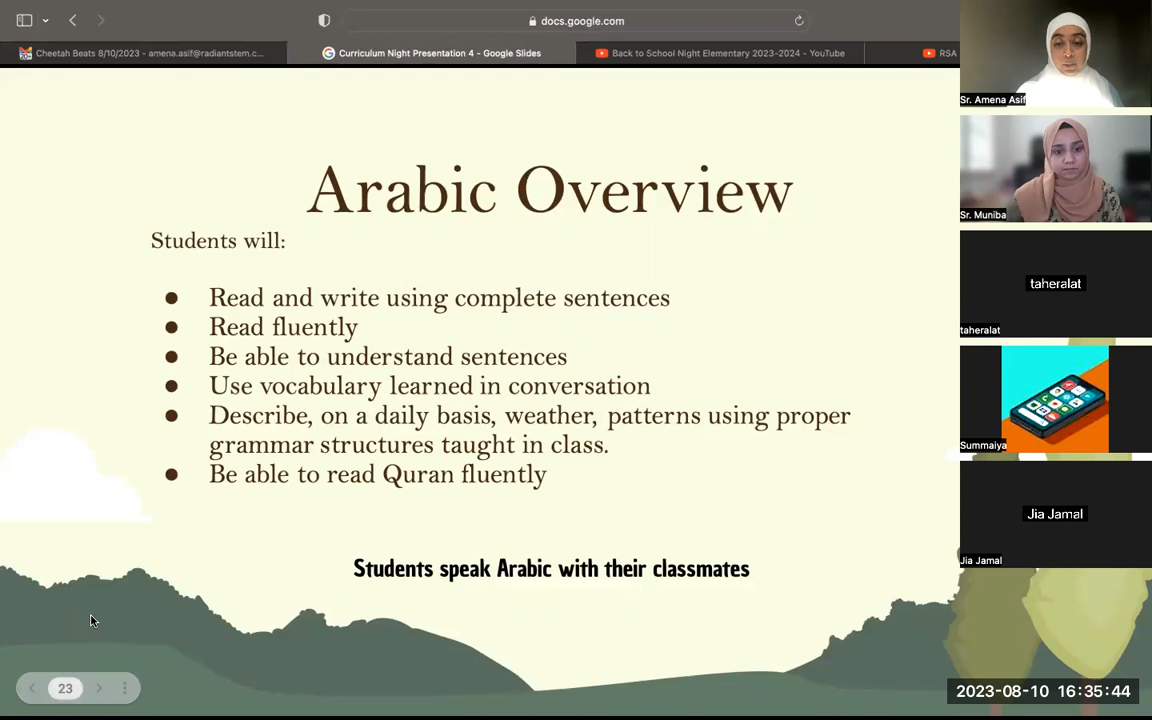 docs.google.com
Cheetah Beats 8/10/2023 - amena.asif@radiantstem.c...
Curriculum Night Presentation 4 - Google Slides
Back to School Night Elementary 2023-2024 - YouTube
RSA
Arabic Overview
Students will:
● Read and write using complete sentences
● Read fluently
● Be able to understand sentences
● Use vocabulary learned in conversation
● Describe, on a daily basis, weather, patterns using proper
grammar structures taught in class.
● Be able to read Quran fluently
Students speak Arabic with their classmates
23
Sr. Amena Asif
Sr. Muniba
taheralat
taheralat
Summaiya
Jia Jamal
Jia Jamal
2023-08-10 16:35:44